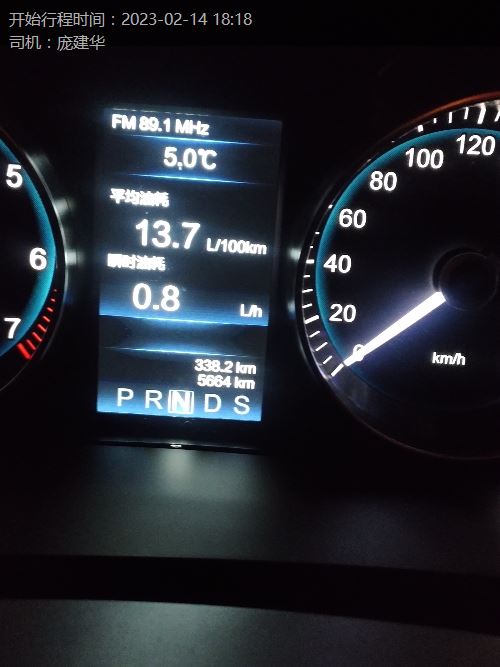 开始行程时间：2023-02-14 18:18
司机：庞建华
FM 89.1 MHz
5.0℃
平均油耗
13.7 L/100km
瞬时油耗
0.8 L/h
338.2 km
5664 km
P R N D S
5
6
7
0
20
40
60
80
100
120
km/h